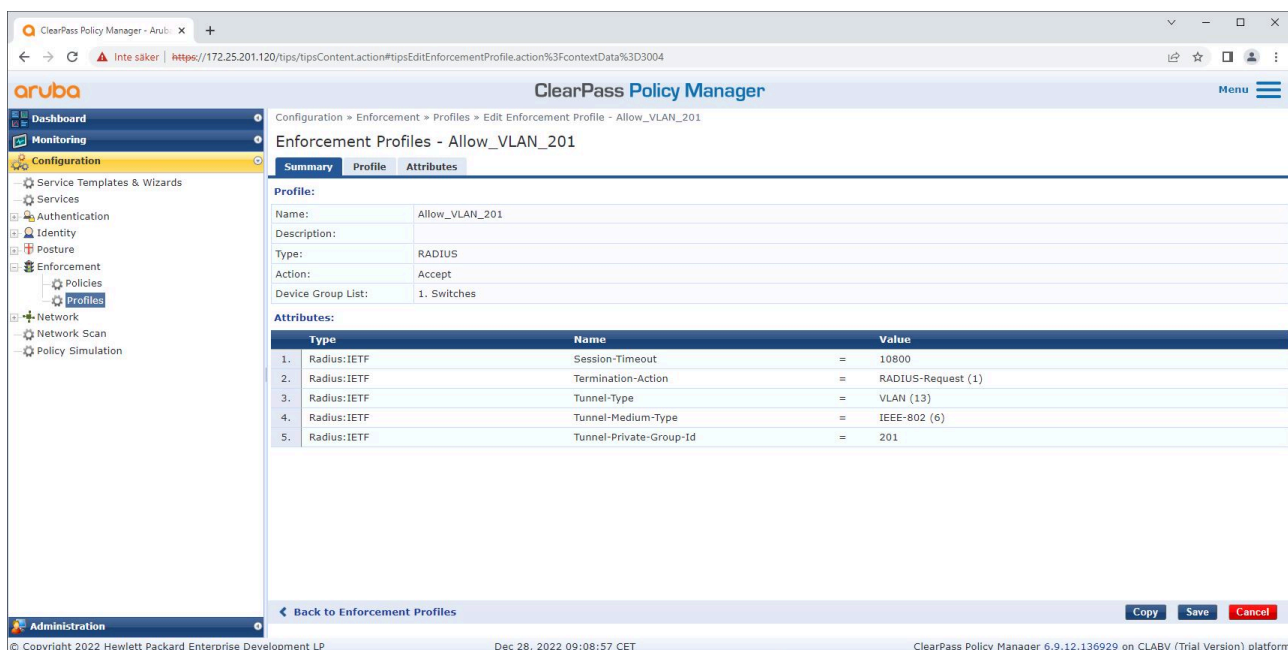 ClearPass Policy Manager - Arub
Inte säker | https://172.25.201.120/tips/tipsContent.action#tipsEditEnforcementProfile.action%3FcontextData%3D3004
aruba
ClearPass Policy Manager
Menu
Dashboard
Monitoring
Configuration
Service Templates & Wizards
Services
Authentication
Identity
Posture
Enforcement
Policies
Profiles
Network
Network Scan
Policy Simulation
Administration
Configuration » Enforcement » Profiles » Edit Enforcement Profile - Allow_VLAN_201
Enforcement Profiles - Allow_VLAN_201
Summary Profile Attributes
Profile:
Name: Allow_VLAN_201
Description:
Type: RADIUS
Action: Accept
Device Group List: 1. Switches
Attributes:
Type Name Value
1. Radius:IETF Session-Timeout = 10800
2. Radius:IETF Termination-Action = RADIUS-Request (1)
3. Radius:IETF Tunnel-Type = VLAN (13)
4. Radius:IETF Tunnel-Medium-Type = IEEE-802 (6)
5. Radius:IETF Tunnel-Private-Group-Id = 201
Back to Enforcement Profiles Copy Save Cancel
© Copyright 2022 Hewlett Packard Enterprise Development LP Dec 28, 2022 09:08:57 CET ClearPass Policy Manager 6.9.12.136929 on CLABV (Trial Version) platform